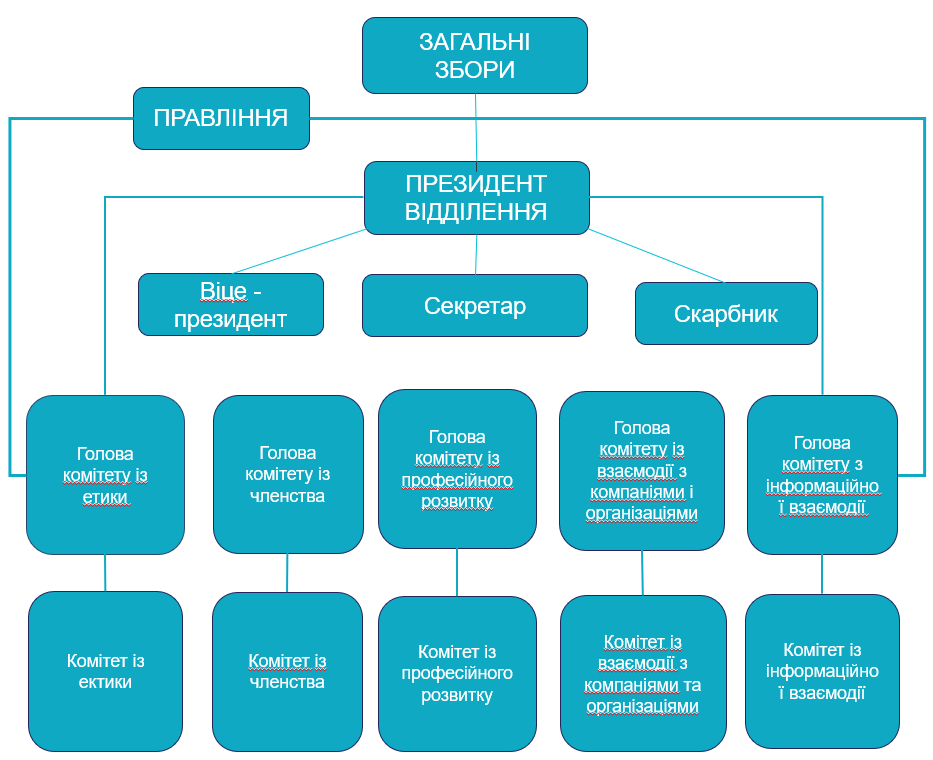 ЗАГАЛЬНІ
ЗБОРИ
ПРАВЛІННЯ
ПРЕЗИДЕНТ
ВІДДІЛЕННЯ
Віце -
президент
Секретар
Скарбник
Голова
комітету із
етики
Голова
комітету із
членства
Голова
комітету із
професійного
розвитку
Голова
комітету із
взаємодії з
компаніями і
організаціями
Голова
комітету з
інформаційно
ї взаємодії
Комітет із
ектики
Комітет із
членства
Комітет із
професійного
розвитку
Комітет із
взаємодії з
компаніями та
організаціями
Комітет із
інформаційно
ї взаємодії